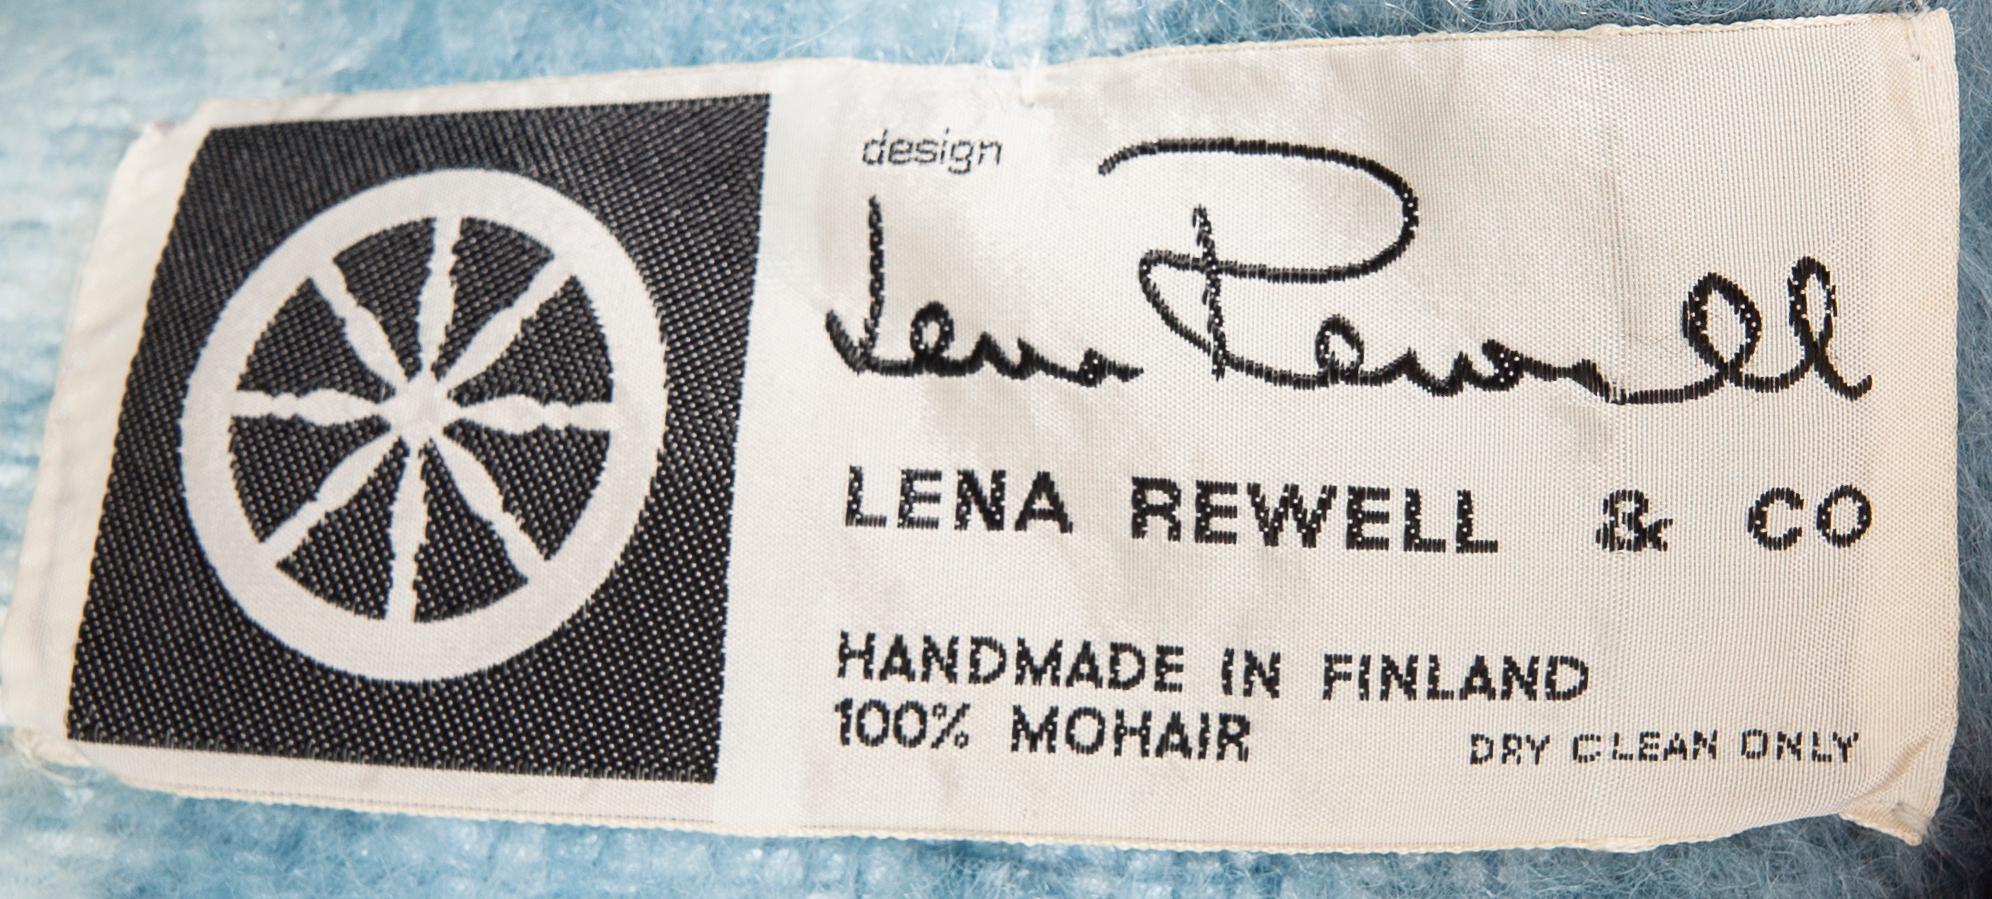 design
Lena Rewell
LENA REWELL & CO
HANDMADE IN FINLAND
100% MOHAIR
DRY CLEAN ONLY